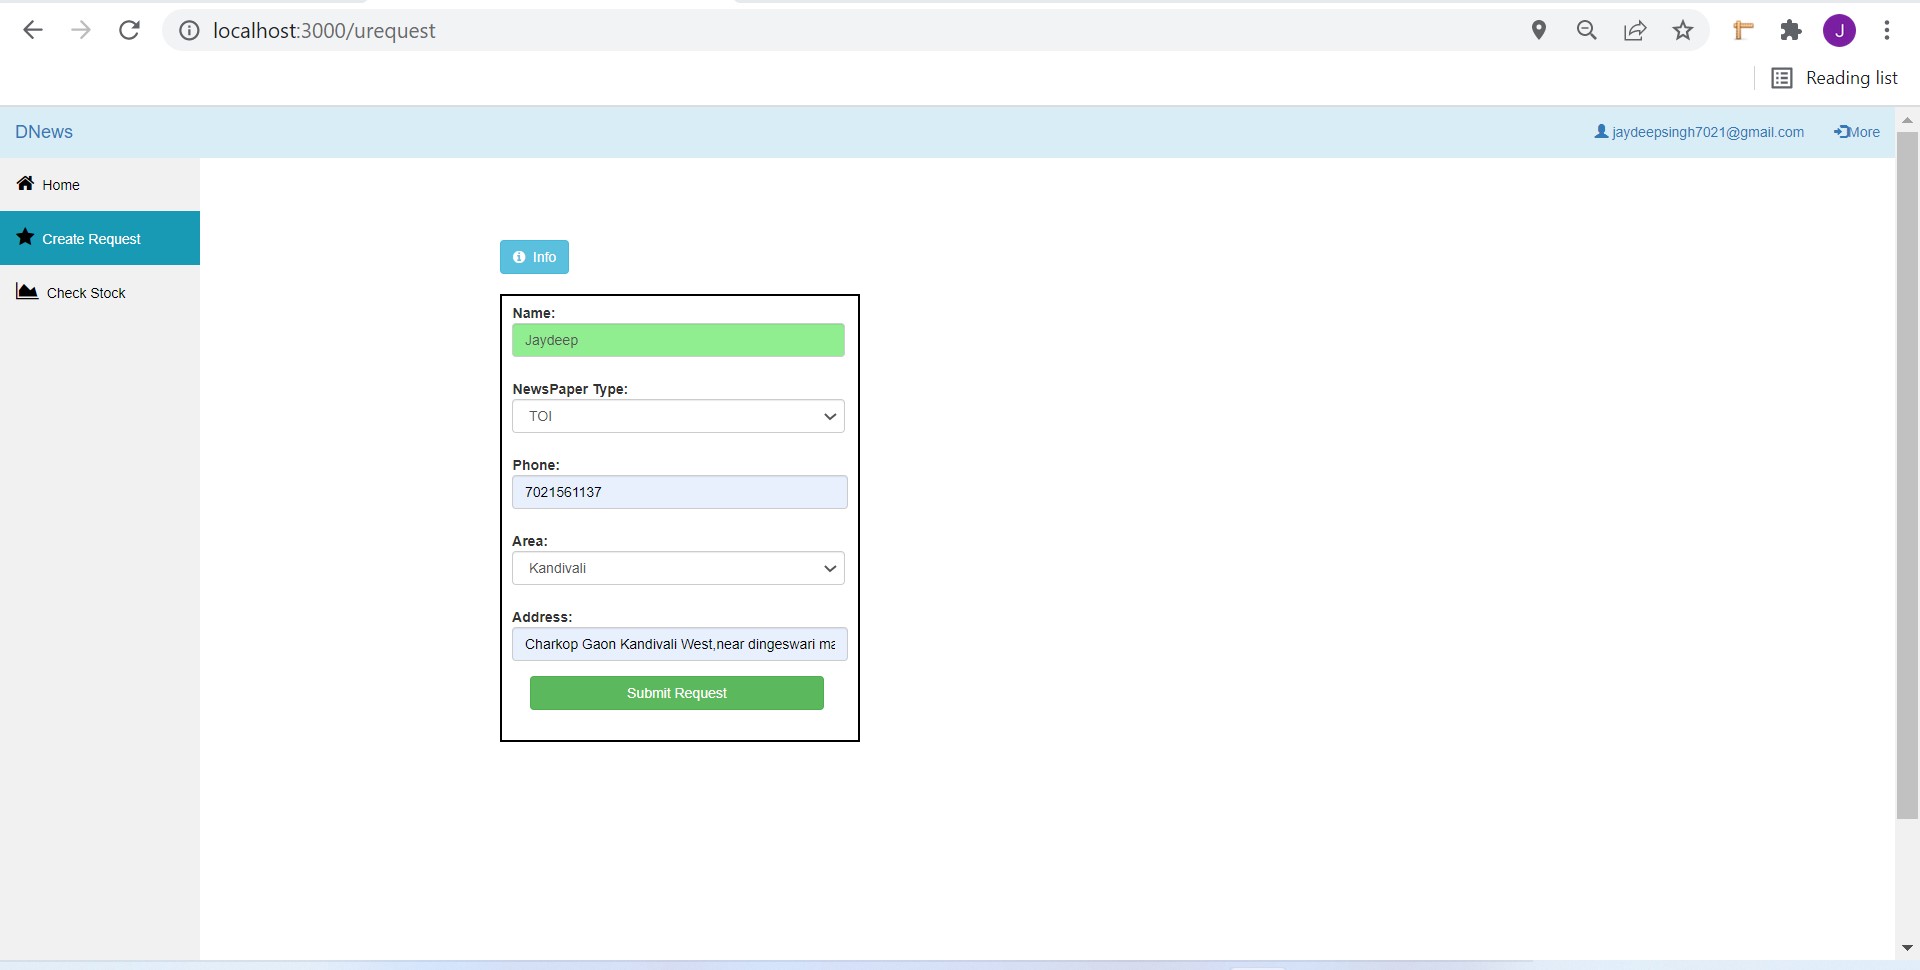 localhost:3000/urequest
J
Reading list
DNews
jaydeepsingh7021@gmail.com
More
Home
Create Request
Check Stock
Info
Name:
Jaydeep
NewsPaper Type:
TOI
Phone:
7021561137
Area:
Kandivali
Address:
Charkop Gaon Kandivali West,near dingeswari ma
Submit Request